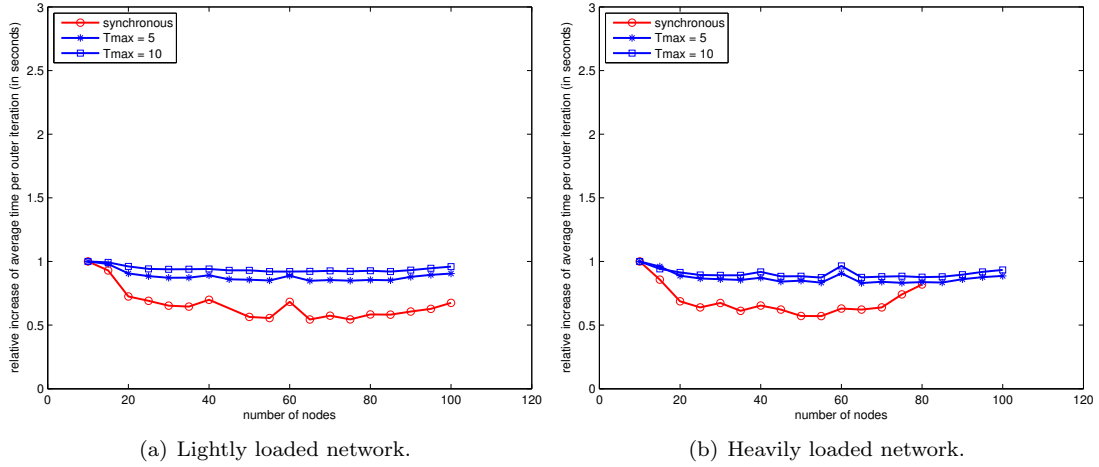 synchronous
Tmax = 5
Tmax = 10
relative increase of average time per outer iteration (in seconds)
3
2.5
2
1.5
1
0.5
0
0 20 40 60 80 100 120
number of nodes
(a) Lightly loaded network.
synchronous
Tmax = 5
Tmax = 10
relative increase of average time per outer iteration (in seconds)
3
2.5
2
1.5
1
0.5
0
0 20 40 60 80 100 120
number of nodes
(b) Heavily loaded network.